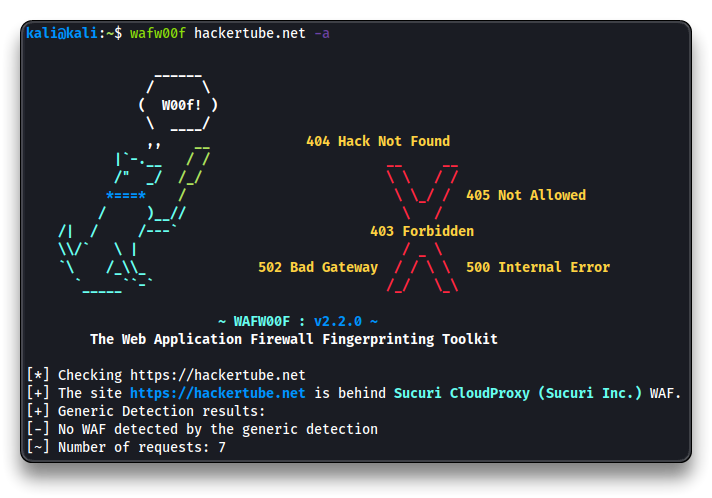 kali@kali:~$ wafw00f hackertube.net -a
( W00f! )
404 Hack Not Found
405 Not Allowed
403 Forbidden
502 Bad Gateway 500 Internal Error
~ WAFW00F : v2.2.0 ~
The Web Application Firewall Fingerprinting Toolkit
[*] Checking https://hackertube.net
[+] The site https://hackertube.net is behind Sucuri CloudProxy (Sucuri Inc.) WAF.
[+] Generic Detection results:
[-] No WAF detected by the generic detection
[~] Number of requests: 7